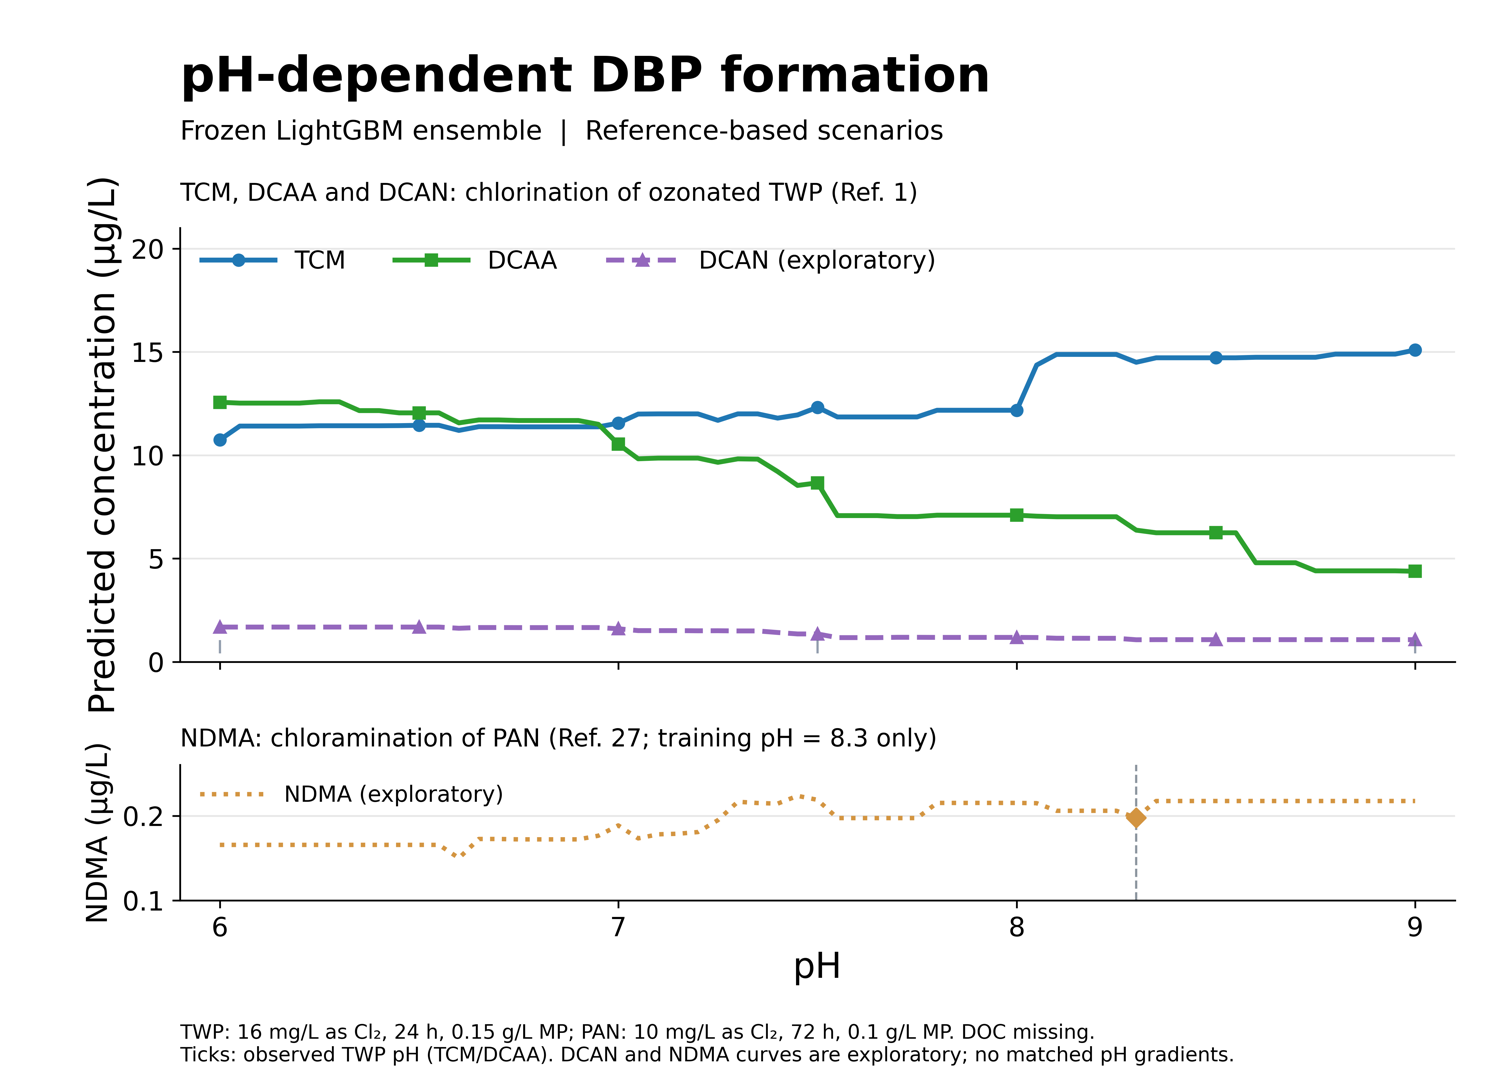 pH-dependent DBP formation
Frozen LightGBM ensemble | Reference-based scenarios
TCM, DCAA and DCAN: chlorination of ozonated TWP (Ref. 1)
Predicted concentration (µg/L)
20
15
10
5
0
TCM
DCAA
DCAN (exploratory)
NDMA: chloramination of PAN (Ref. 27; training pH = 8.3 only)
NDMA (µg/L)
0.2
0.1
NDMA (exploratory)
6
7
8
9
pH
TWP: 16 mg/L as Cl₂, 24 h, 0.15 g/L MP; PAN: 10 mg/L as Cl₂, 72 h, 0.1 g/L MP. DOC missing.
Ticks: observed TWP pH (TCM/DCAA). DCAN and NDMA curves are exploratory; no matched pH gradients.